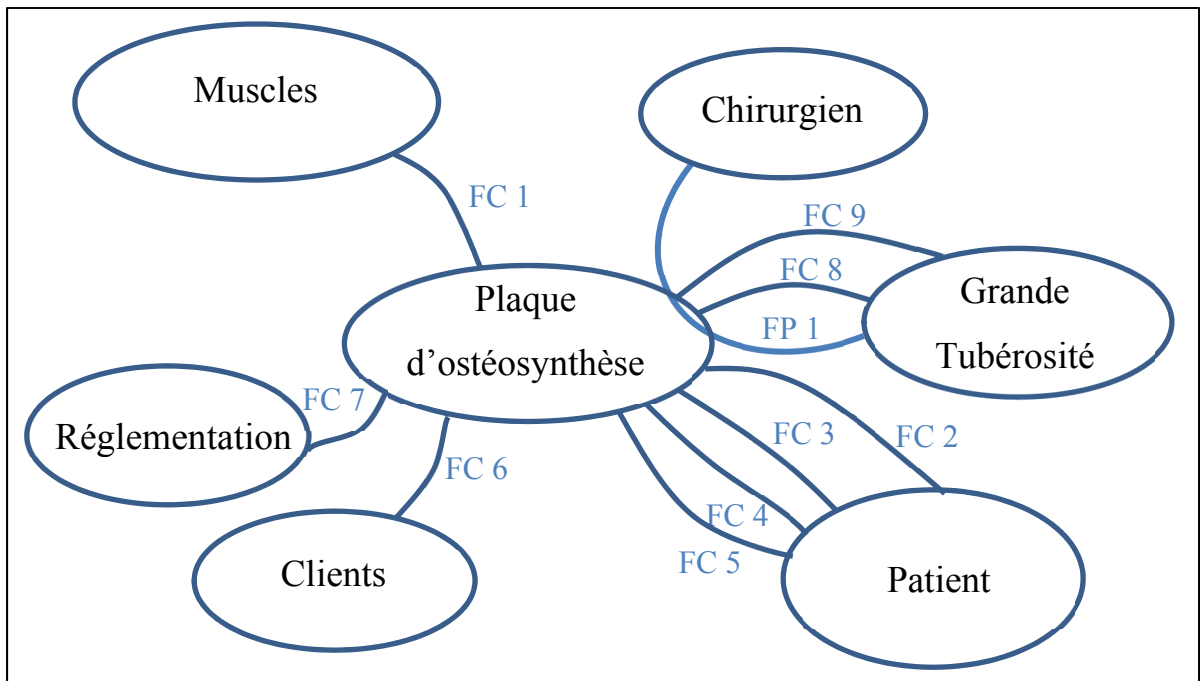 Muscles
Chirurgien
FC 1
FC 9
FC 8
Grande
Tubérosité
Plaque
d’ostéosynthèse
FP 1
FC 7
Réglementation
FC 3
FC 2
FC 6
FC 4
FC 5
Clients
Patient